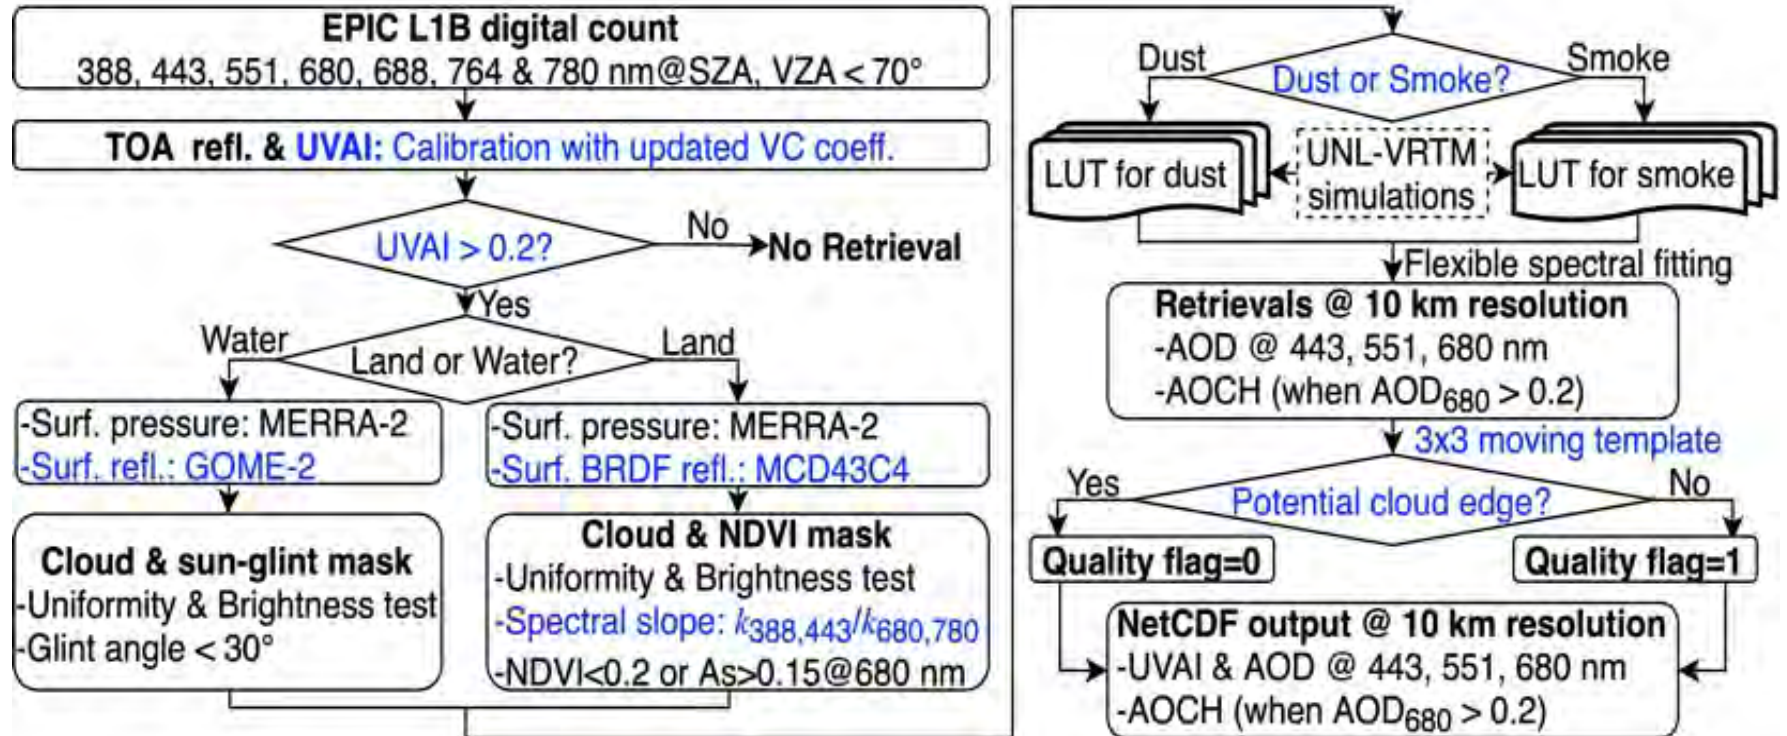 EPIC L1B digital count
388, 443, 551, 680, 688, 764 & 780 nm@SZA, VZA < 70°
TOA refl. & UVAI: Calibration with updated VC coeff.
UVAI > 0.2?
No
No Retrieval
Yes
Water
Land or Water?
Land
-Surf. pressure: MERRA-2
-Surf. refl.: GOME-2
-Surf. pressure: MERRA-2
-Surf. BRDF refl.: MCD43C4
Cloud & sun-glint mask
-Uniformity & Brightness test
-Glint angle < 30°
Cloud & NDVI mask
-Uniformity & Brightness test
-Spectral slope: k388,443/k680,780
-NDVI<0.2 or As>0.15@680 nm
Dust
Dust or Smoke?
Smoke
LUT for dust
UNL-VRTM
simulations
LUT for smoke
Flexible spectral fitting
Retrievals @ 10 km resolution
-AOD @ 443, 551, 680 nm
-AOCH (when AOD680 > 0.2)
3x3 moving template
Yes
Potential cloud edge?
No
Quality flag=0
Quality flag=1
NetCDF output @ 10 km resolution
-UVAI & AOD @ 443, 551, 680 nm
-AOCH (when AOD680 > 0.2)